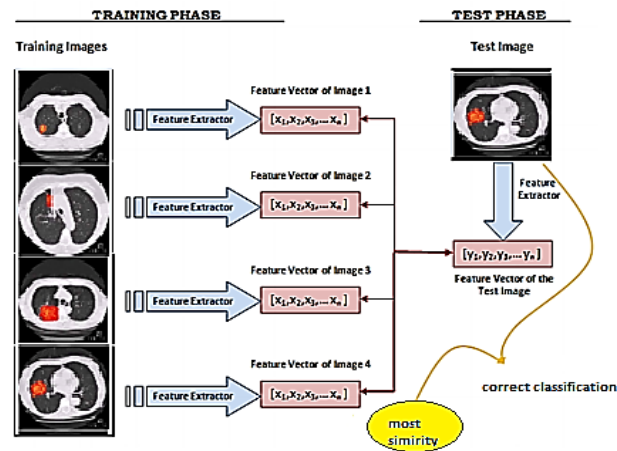 TRAINING PHASE
TEST PHASE
Training Images
Test Image
Feature Vector of Image 1
Feature Extractor
[x1,x2,x3,... xn]
Feature Vector of Image 2
Feature Extractor
[x1,x2,x3,... xn]
Feature
Extractor
[y1,y2,y3,... yn]
Feature Vector of the
Test Image
Feature Vector of Image 3
Feature Extractor
[x1,x2,x3,... xn]
Feature Vector of Image 4
Feature Extractor
[x1,x2,x3,... xn]
correct classification
most
simirity